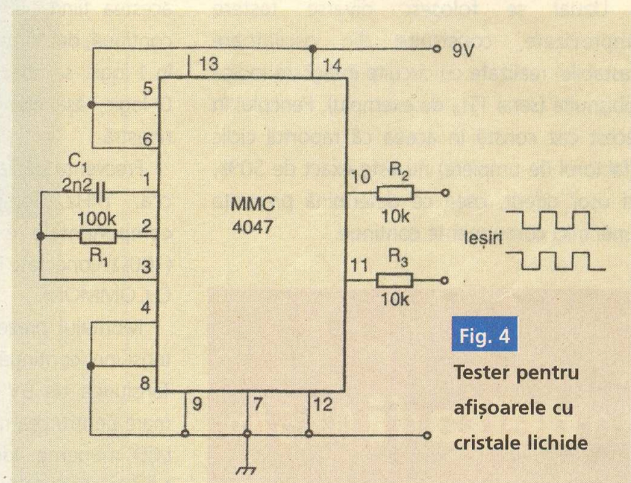 13
14
9V
5
6
C1
2n2
1
100k
2
R1
3
4
8
MMC
4047
10
R2
10k
11
R3
10k
Ieșiri
9
7
12
Fig. 4
Tester pentru
afișoarele cu
cristale lichide